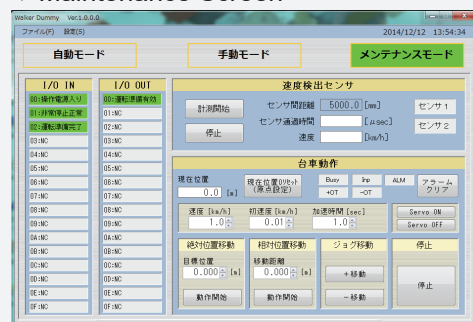 Maintenance Screen
Walker Dummy Ver.1.0.0
ファイル(F) 設定(S)
2014/12/12 13:54:34
自動モード 手動モード メンテナンスモード
I/O IN
00:操作電源入り
01:非常停止正常
02:運転準備完了
03:NC
04:NC
05:NC
06:NC
07:NC
08:NC
09:NC
0A:NC
0B:NC
0C:NC
0D:NC
0E:NC
0F:NC
I/O OUT
00:運転準備有効
01:NC
02:NC
03:NC
04:NC
05:NC
06:NC
07:NC
08:NC
09:NC
0A:NC
0B:NC
0C:NC
0D:NC
0E:NC
0F:NC
速度検出センサ
計測開始
停止
センサ間距離 5000.0 [mm]
センサ通過時間 [μsec]
速度 [km/h]
センサ1
センサ2
台車動作
現在位置
0.0 [m]
現在位置0リセット
(原点設定)
Busy Inp ALM
+OT -OT
アラーム
クリア
速度 [km/h] 初速度 [km/h] 加速時間 [sec]
1.0 0.01 1.0
Servo ON
Servo OFF
絶対位置移動
目標位置
0.000 [m]
動作開始
相対位置移動
移動距離
0.000 [m]
動作開始
ジョグ移動
+移動
-移動
停止
停止